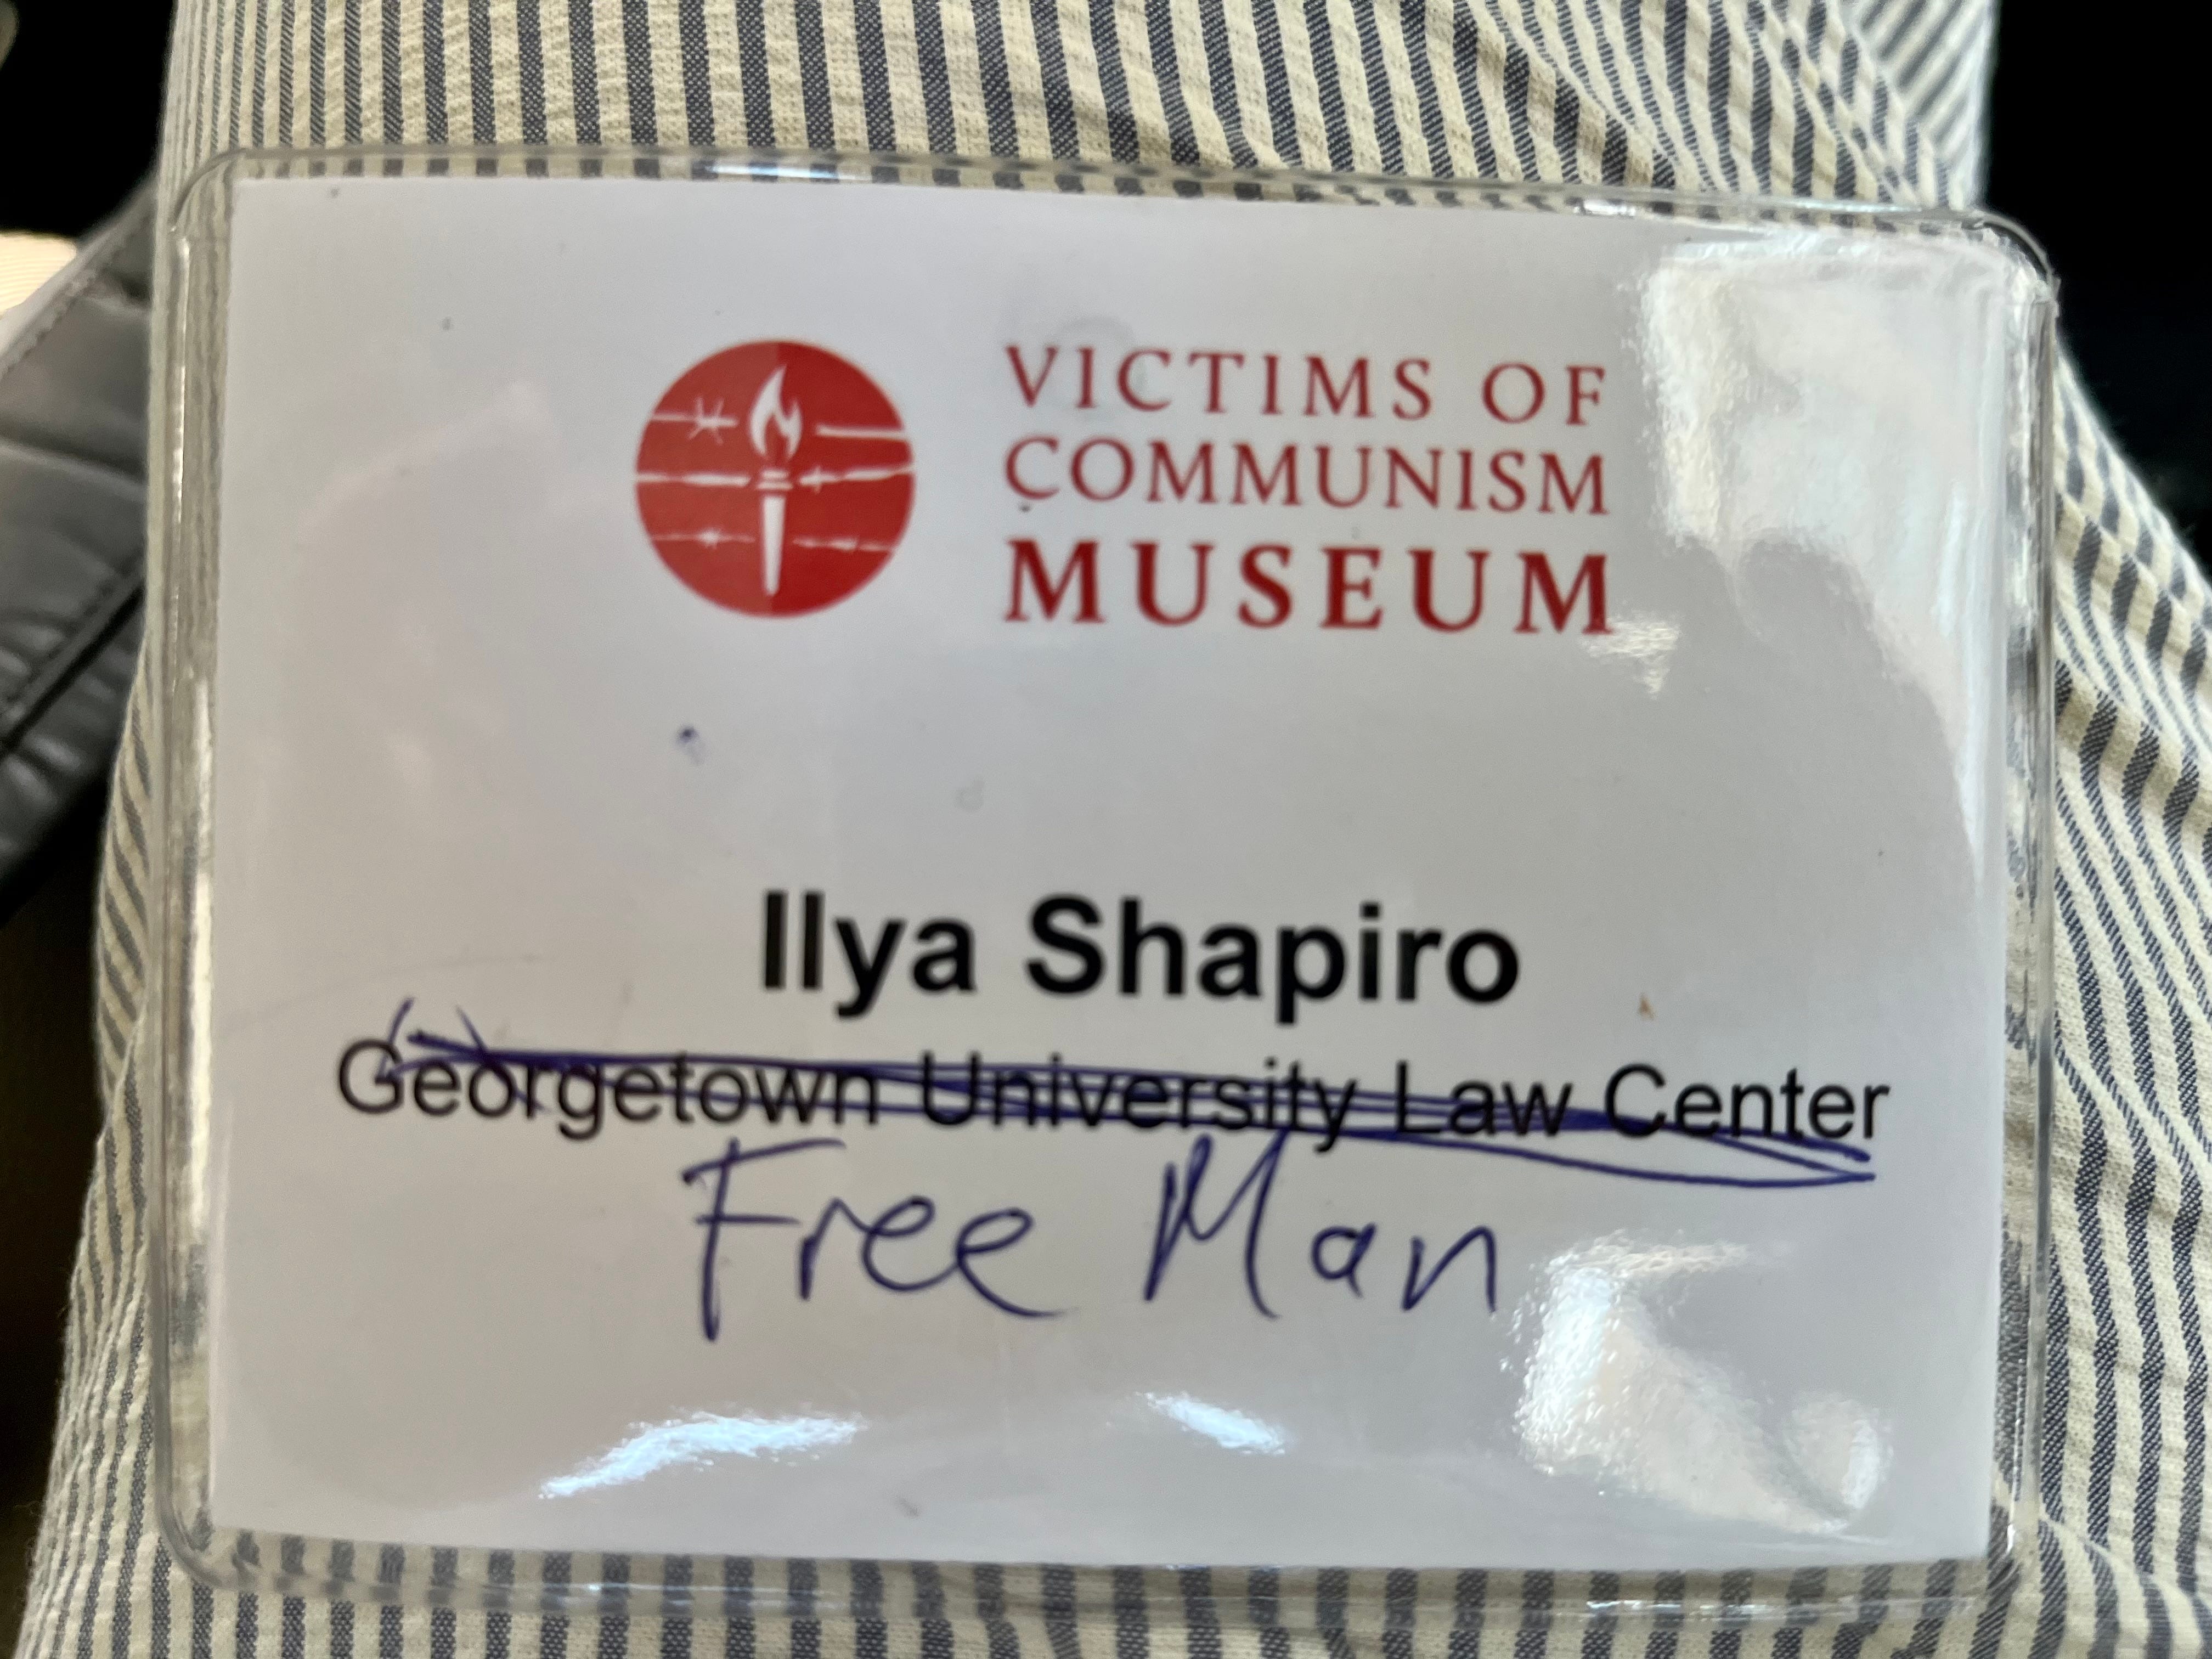 VICTIMS OF
COMMUNISM
MUSEUM
Ilya Shapiro
Georgetown University Law Center
Free Man